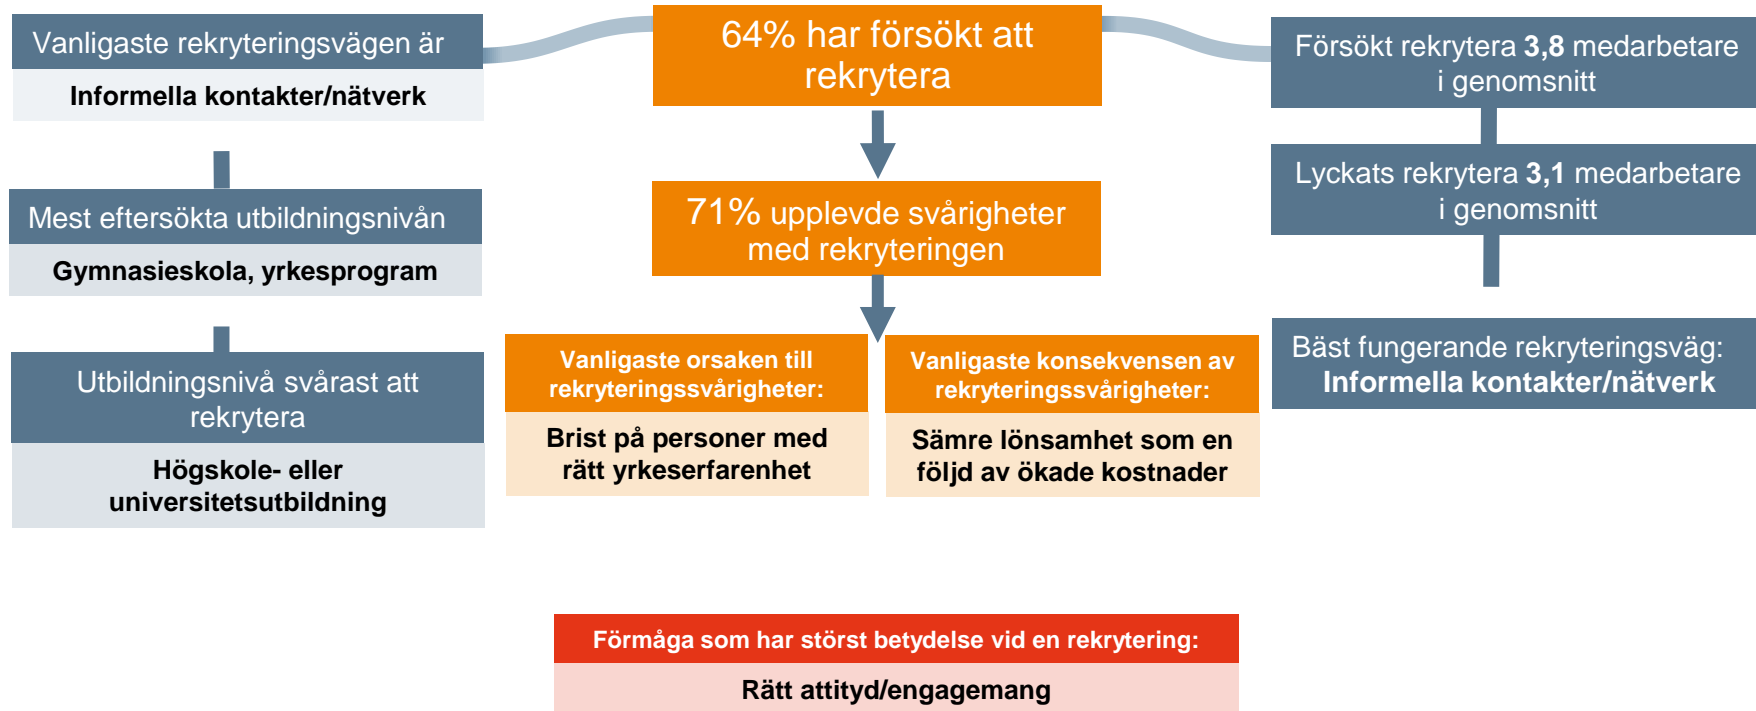 Vanligaste rekryteringsvägen är
Informella kontakter/nätverk
Mest eftersökta utbildningsnivån
Gymnasieskola, yrkesprogram
Utbildningsnivå svårast att
rekrytera
Högskole- eller
universitetsutbildning
64% har försökt att
rekrytera
71% upplevde svårigheter
med rekryteringen
Vanligaste orsaken till
rekryteringssvårigheter:
Brist på personer med
rätt yrkeserfarenhet
Vanligaste konsekvensen av
rekryteringssvårigheter:
Sämre lönsamhet som en
följd av ökade kostnader
Försökt rekrytera 3,8 medarbetare
i genomsnitt
Lyckats rekrytera 3,1 medarbetare
i genomsnitt
Bäst fungerande rekryteringsväg:
Informella kontakter/nätverk
Förmåga som har störst betydelse vid en rekrytering:
Rätt attityd/engagemang